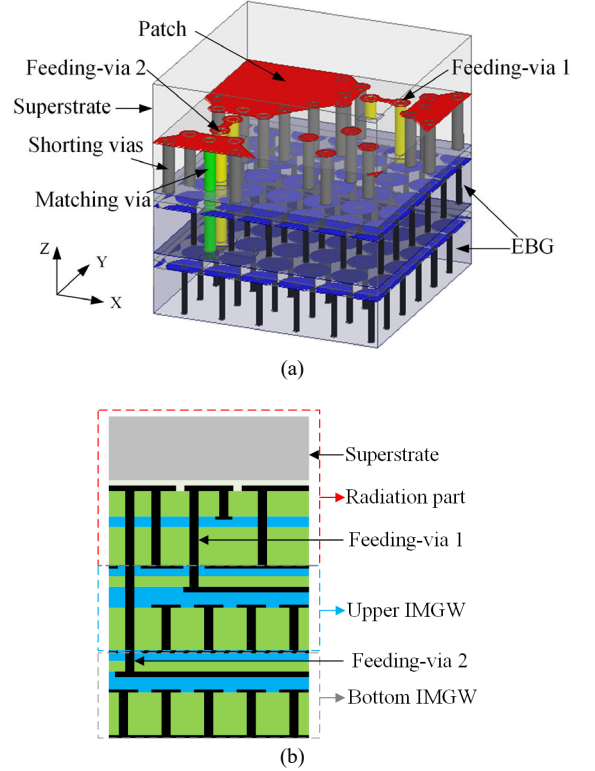 Patch
Feeding-via 2
Feeding-via 1
Superstrate
Shorting vias
Matching via
EBG
Z
Y
X
(a)
Superstrate
Radiation part
Feeding-via 1
Upper IMGW
Feeding-via 2
Bottom IMGW
(b)